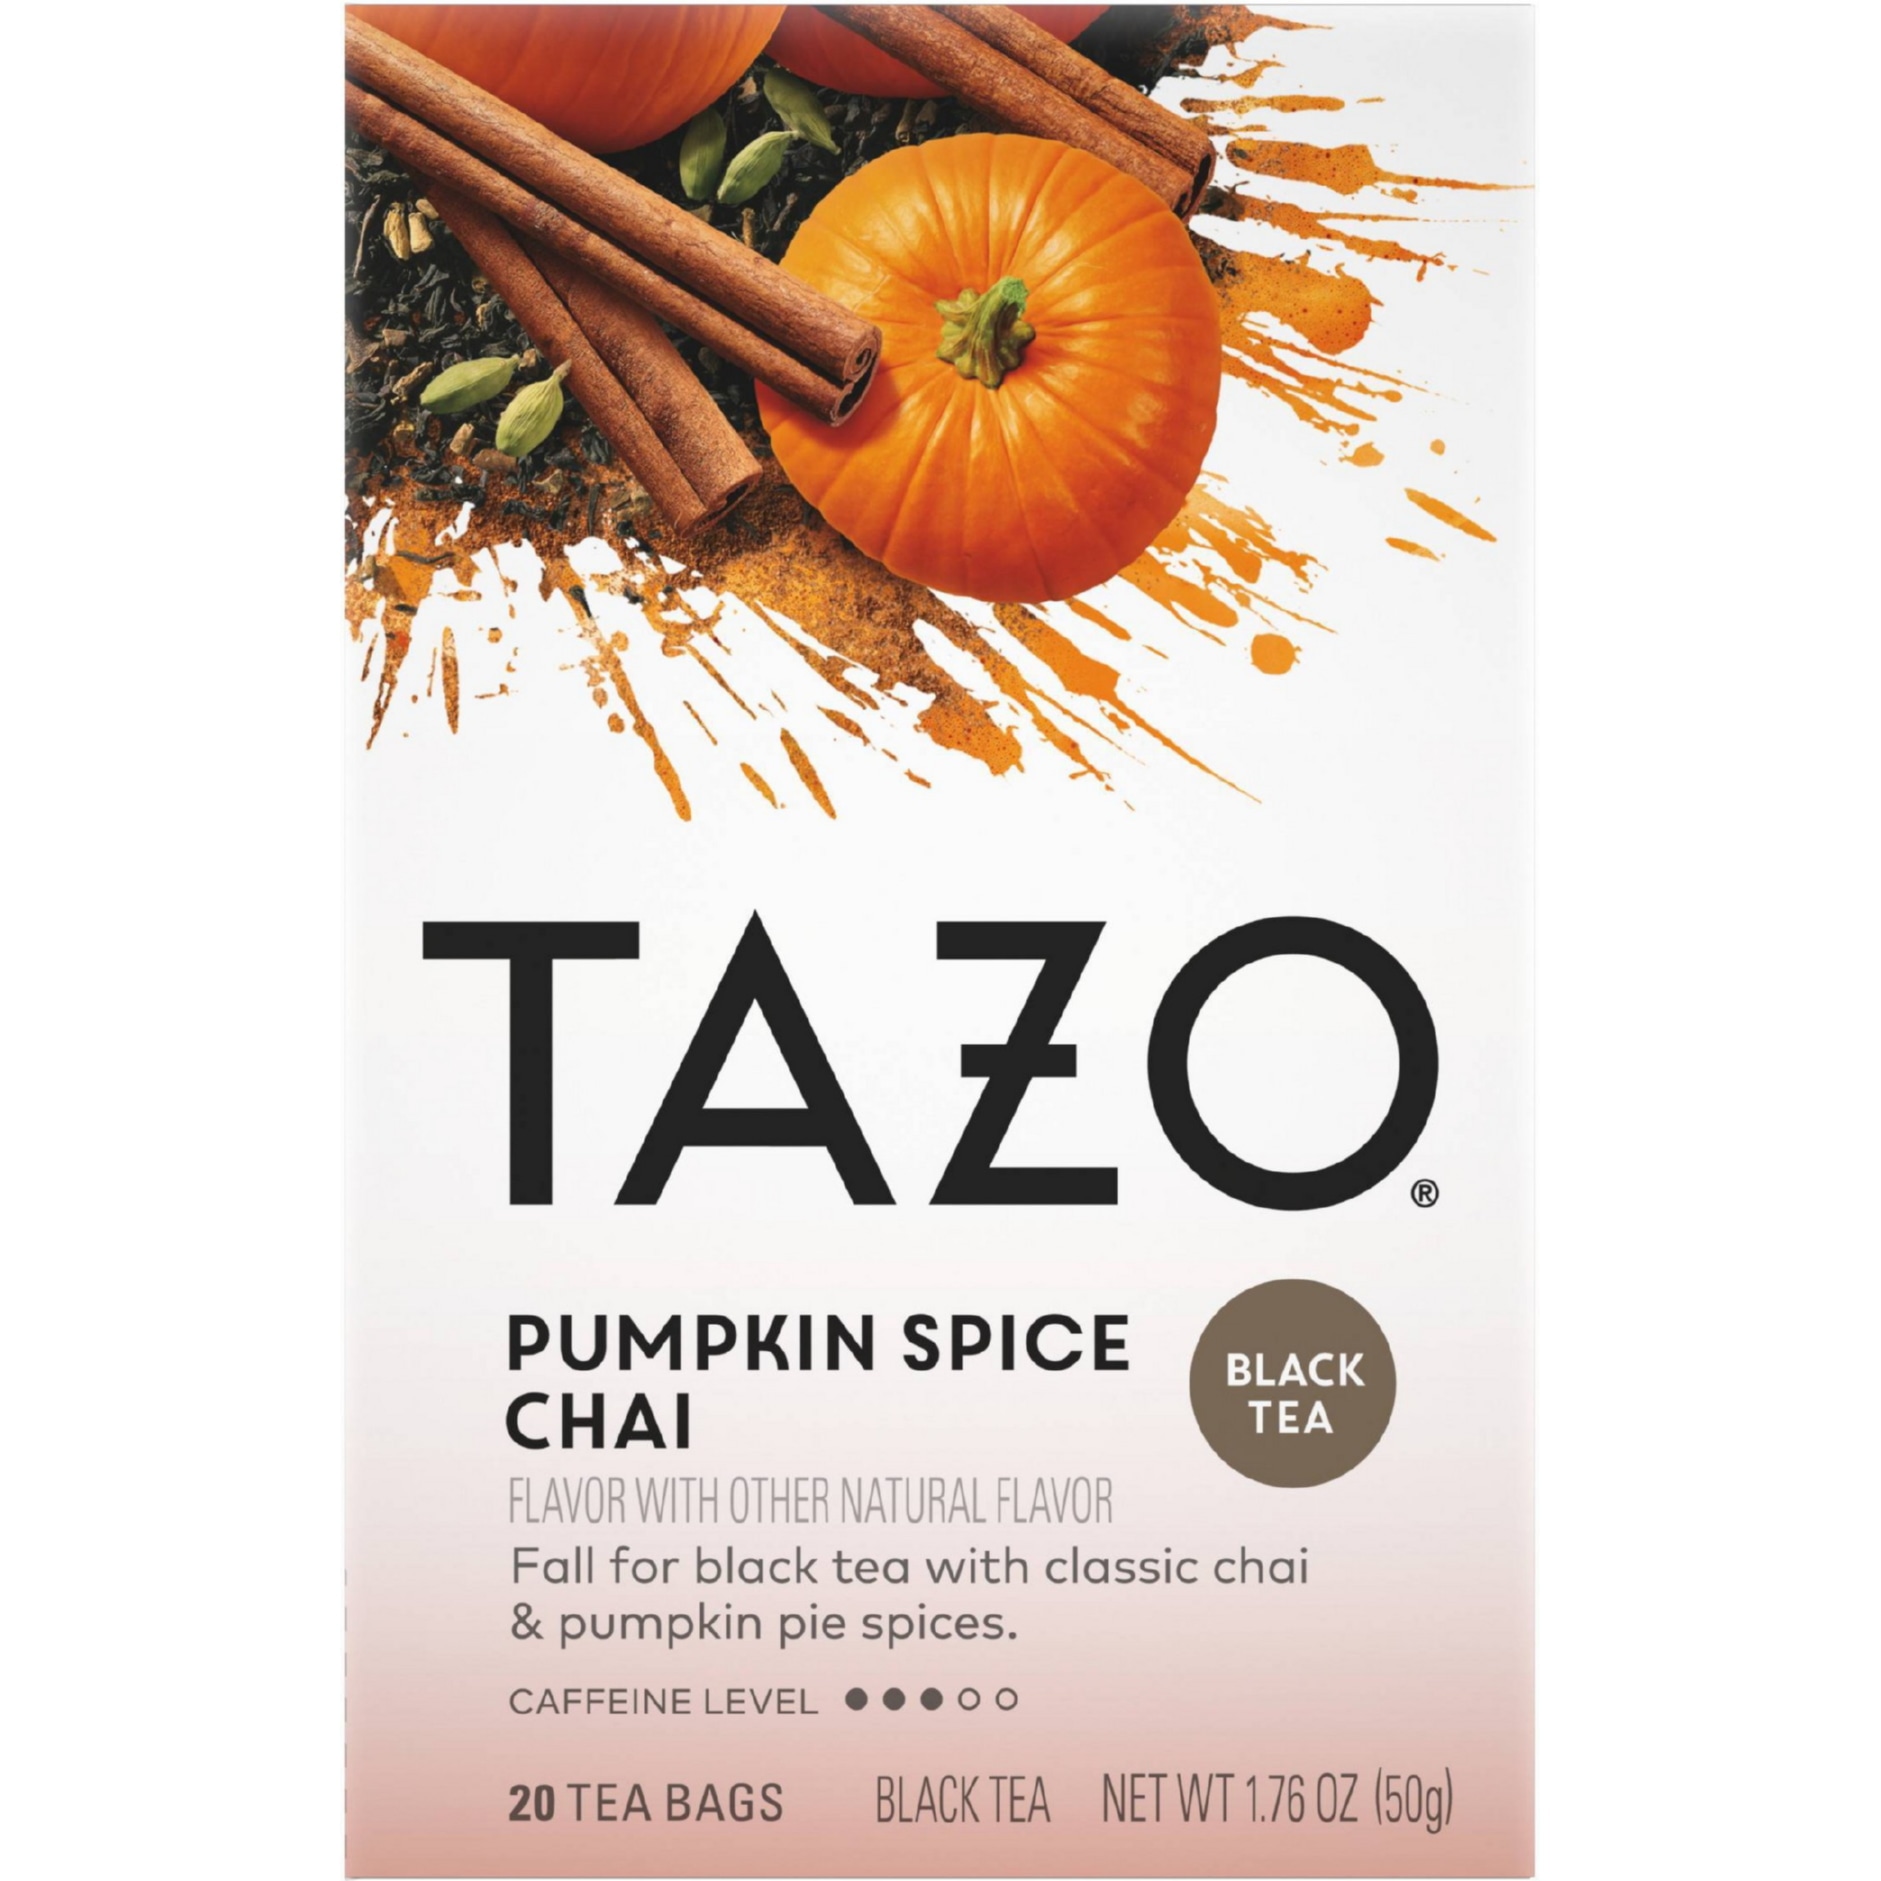 TAZO®
PUMPKIN SPICE
CHAI
BLACK
TEA
FLAVOR WITH OTHER NATURAL FLAVOR
Fall for black tea with classic chai
& pumpkin pie spices.
CAFFEINE LEVEL
20 TEA BAGS BLACK TEA NET WT 1.76 OZ (50g)